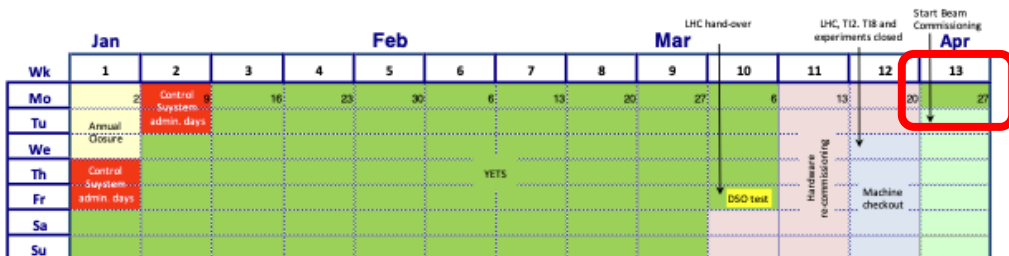 LHC hand-over
LHC, TI2. TI8 and
experiments closed
Start Beam
Commissioning
Jan Feb Mar Apr
Wk 1 2 3 4 5 6 7 8 9 10 11 12 13
Mo 2 9 16 23 30 6 13 20 27 6 13 20 27
Control
Suystem
admin. days
Tu
Annual
Closure
We
Th
Control
Suystem
admin. days
YETS
Hardware
re-commissioning
Machine
checkout
Fr
DSO test
Sa
Su